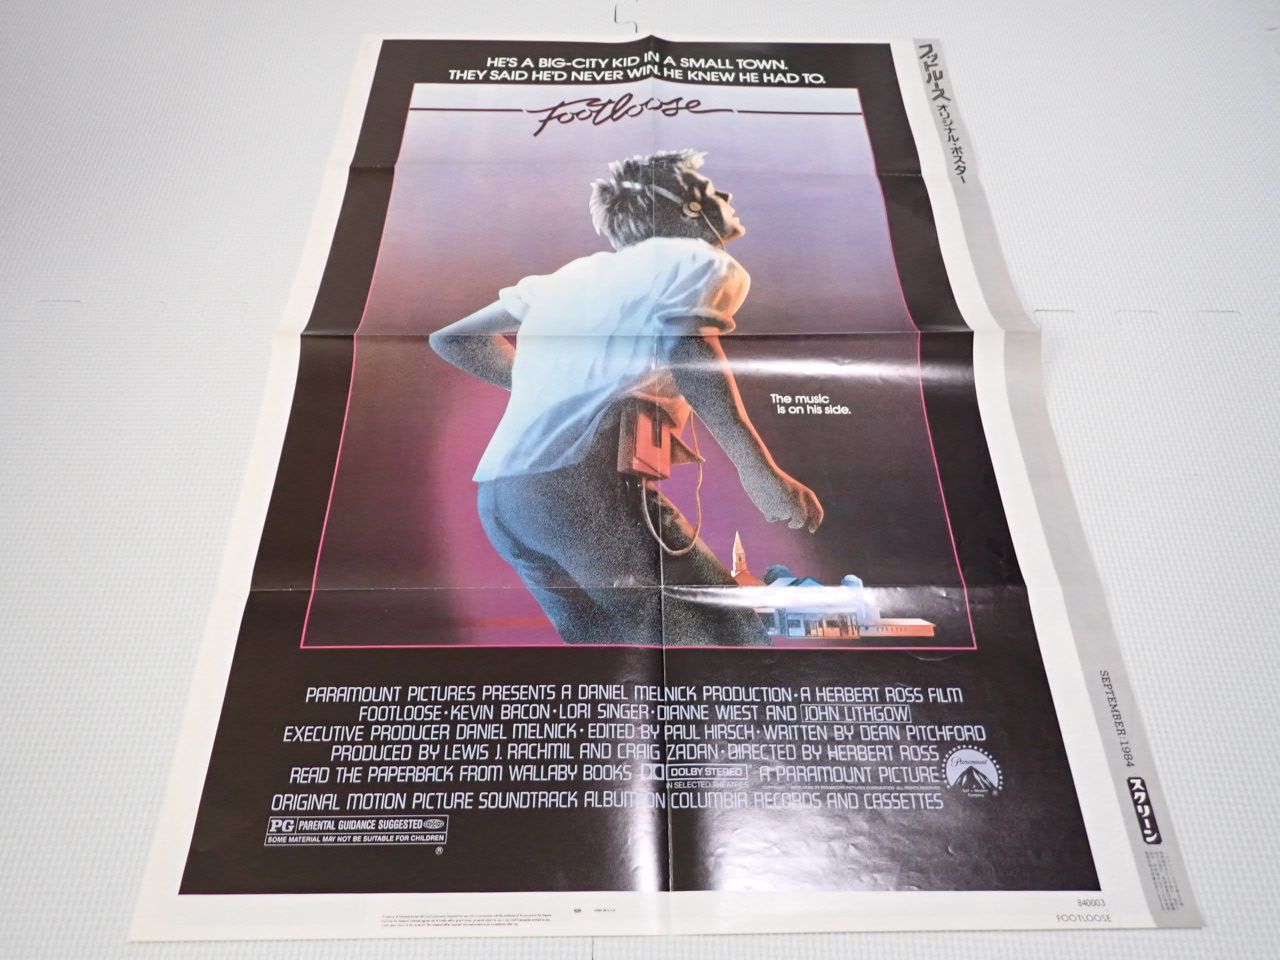 HE'S A BIG-CITY KID IN A SMALL TOWN.
THEY SAID HE'D NEVER WIN. HE KNEW HE HAD TO.
Footloose
The music
is on his side.
PARAMOUNT PICTURES PRESENTS A DANIEL MELNICK PRODUCTION · A HERBERT ROSS FILM
FOOTLOOSE · KEVIN BACON · LORI SINGER · DIANNE WIEST AND JOHN LITHGOW
EXECUTIVE PRODUCER DANIEL MELNICK · EDITED BY PAUL HIRSCH · WRITTEN BY DEAN PITCHFORD
PRODUCED BY LEWIS J. RACHMIL AND CRAIG ZADAN · DIRECTED BY HERBERT ROSS
READ THE PAPERBACK FROM WALLABY BOOKS DOLBY STEREO A PARAMOUNT PICTURE
IN SELECTED THEATRES
Paramount
ORIGINAL MOTION PICTURE SOUNDTRACK ALBUM ON COLUMBIA RECORDS AND CASSETTES
PG PARENTAL GUIDANCE SUGGESTED
SOME MATERIAL MAY NOT BE SUITABLE FOR CHILDREN
®
840003
FOOTLOOSE
フットルース オリジナル・ポスター
SEPTEMBER:1984
スクリーン